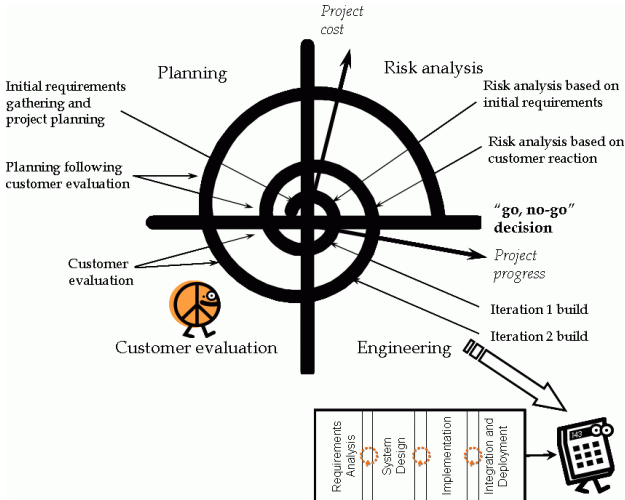 Project
cost
Planning
Risk analysis
Initial requirements
gathering and
project planning
Risk analysis based on
initial requirements
Risk analysis based on
customer reaction
Planning following
customer evaluation
"go, no-go"
decision
Project
progress
Customer
evaluation
Iteration 1 build
Iteration 2 build
Customer evaluation
Engineering
Requirements
Analysis
System
Design
Implementation
Integration and
Deployment